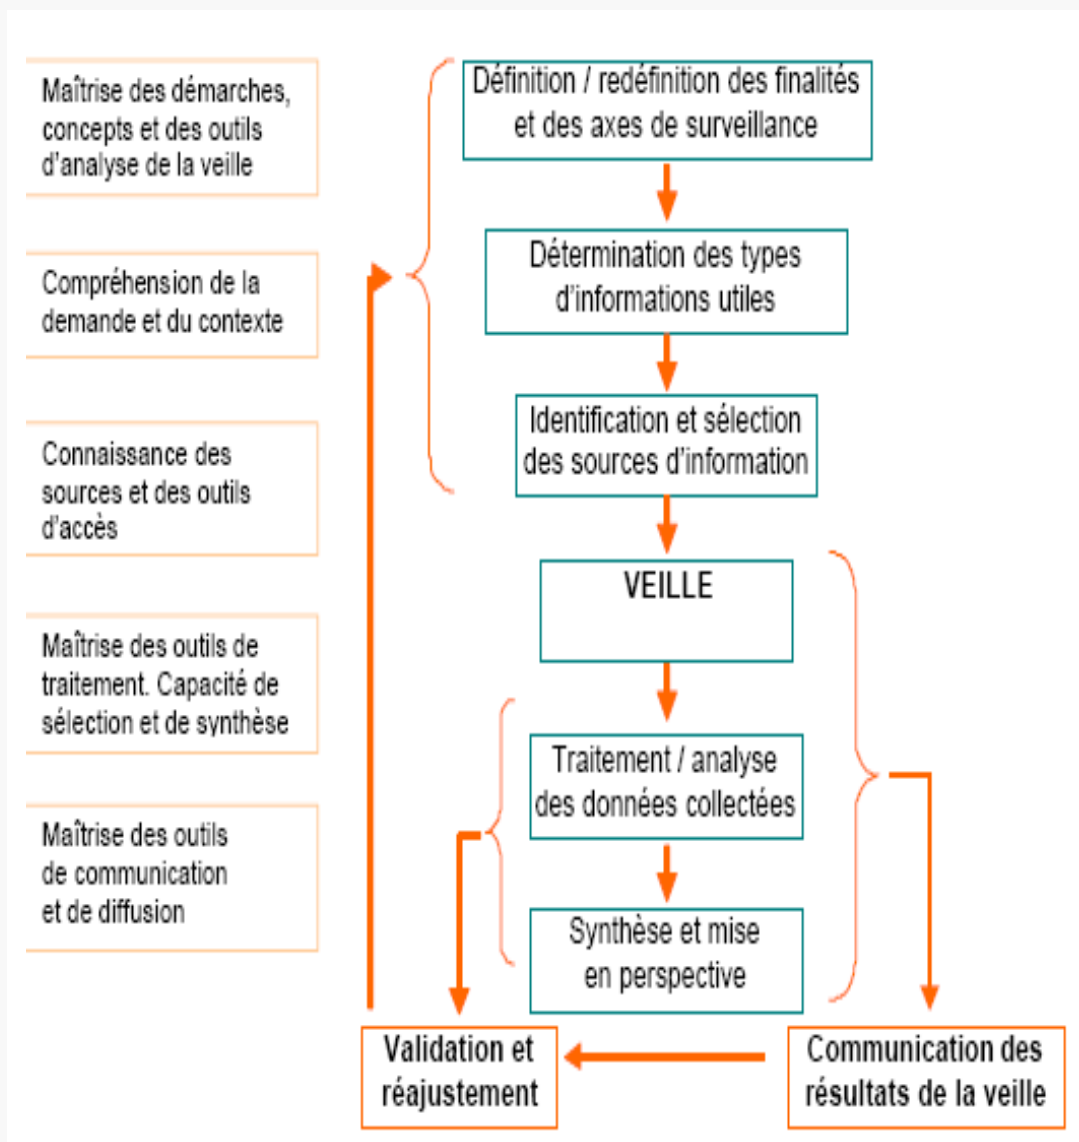 Maîtrise des démarches,
concepts et des outils
d'analyse de la veille
Compréhension de la
demande et du contexte
Connaissance des
sources et des outils
d'accès
Maîtrise des outils de
traitement. Capacité de
sélection et de synthèse
Maîtrise des outils
de communication
et de diffusion
Définition / redéfinition des finalités
et des axes de surveillance
Détermination des types
d'informations utiles
Identification et sélection
des sources d'information
VEILLE
Traitement / analyse
des données collectées
Synthèse et mise
en perspective
Validation et
réajustement
Communication des
résultats de la veille